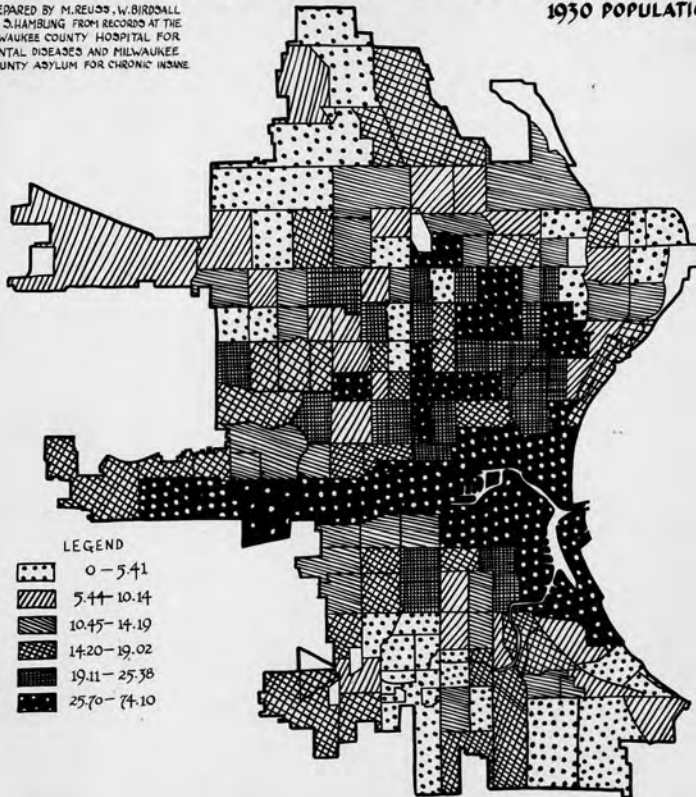 EPARED BY M.REUSS, W.BIRDSALL
S.HAMBLING FROM RECORDS AT THE
WAUKEE COUNTY HOSPITAL FOR
NTAL DISEASES AND MILWAUKEE
UNTY ASYLUM FOR CHRONIC INSANE
1930 POPULATIO
LEGEND
0 – 5.41
5.44 – 10.14
10.45 – 14.19
14.20 – 19.02
19.11 – 25.38
25.70 – 74.10